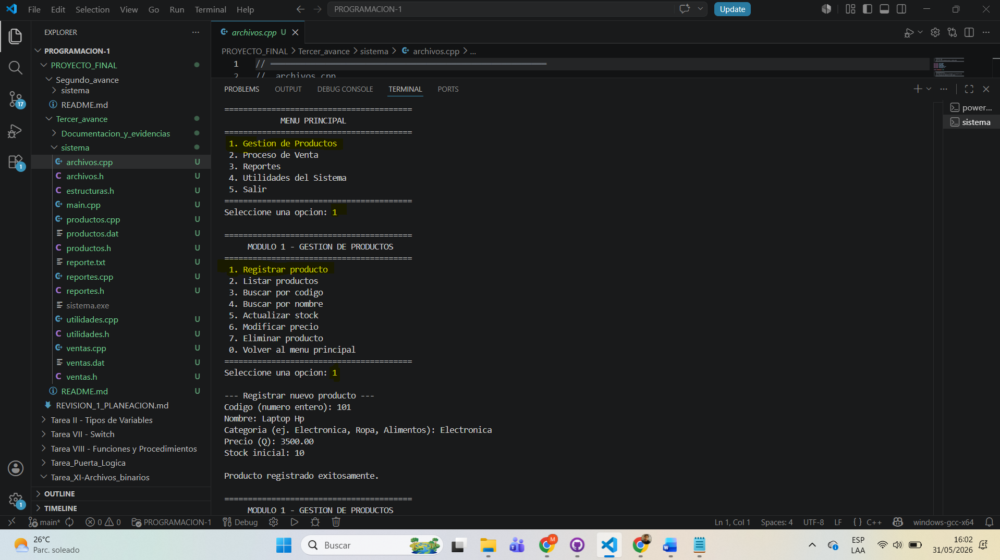 File Edit Selection View Go Run Terminal Help
PROGRAMACION-1
Update
EXPLORER
PROGRAMACION-1
PROYECTO_FINAL
Segundo_avance
sistema
README.md
Tercer_avance
Documentacion_y_evidencias
sistema
archivos.cpp U
archivos.h U
estructuras.h U
main.cpp U
productos.cpp U
productos.dat U
productos.h U
reporte.txt U
reportes.cpp U
reportes.h U
sistema.exe
utilidades.cpp U
utilidades.h U
ventas.cpp U
ventas.dat U
ventas.h U
README.md U
REVISION_1_PLANEACION.md
Tarea II - Tipos de Variables
Tarea VII - Switch
Tarea VIII - Funciones y Procedimientos
Tarea_Puerta_Logica
Tarea_XI-Archivos_binarios
OUTLINE
TIMELINE
17
1
1
archivos.cpp U
PROYECTO_FINAL > Tercer_avance > sistema > archivos.cpp > ...
1 // ══════════════════════════════════════════
2 // archivos.cpp
PROBLEMS OUTPUT DEBUG CONSOLE TERMINAL PORTS
power...
sistema
========================================
MENU PRINCIPAL
========================================
1. Gestion de Productos
2. Proceso de Venta
3. Reportes
4. Utilidades del Sistema
5. Salir
========================================
Seleccione una opcion: 1
========================================
MODULO 1 - GESTION DE PRODUCTOS
========================================
1. Registrar producto
2. Listar productos
3. Buscar por codigo
4. Buscar por nombre
5. Actualizar stock
6. Modificar precio
7. Eliminar producto
0. Volver al menu principal
========================================
Seleccione una opcion: 1
--- Registrar nuevo producto ---
Codigo (numero entero): 101
Nombre: Laptop Hp
Categoria (ej. Electronica, Ropa, Alimentos): Electronica
Precio (Q): 3500.00
Stock inicial: 10
Producto registrado exitosamente.
========================================
MODULO 1 - GESTION DE PRODUCTOS
main* 0 0 PROGRAMACION-1 Debug
Ln 1, Col 1 Spaces: 4 UTF-8 LF {} C++ windows-gcc-x64
26°C
Parc. soleado
Buscar
M
ESP
LAA
16:02
31/05/2026